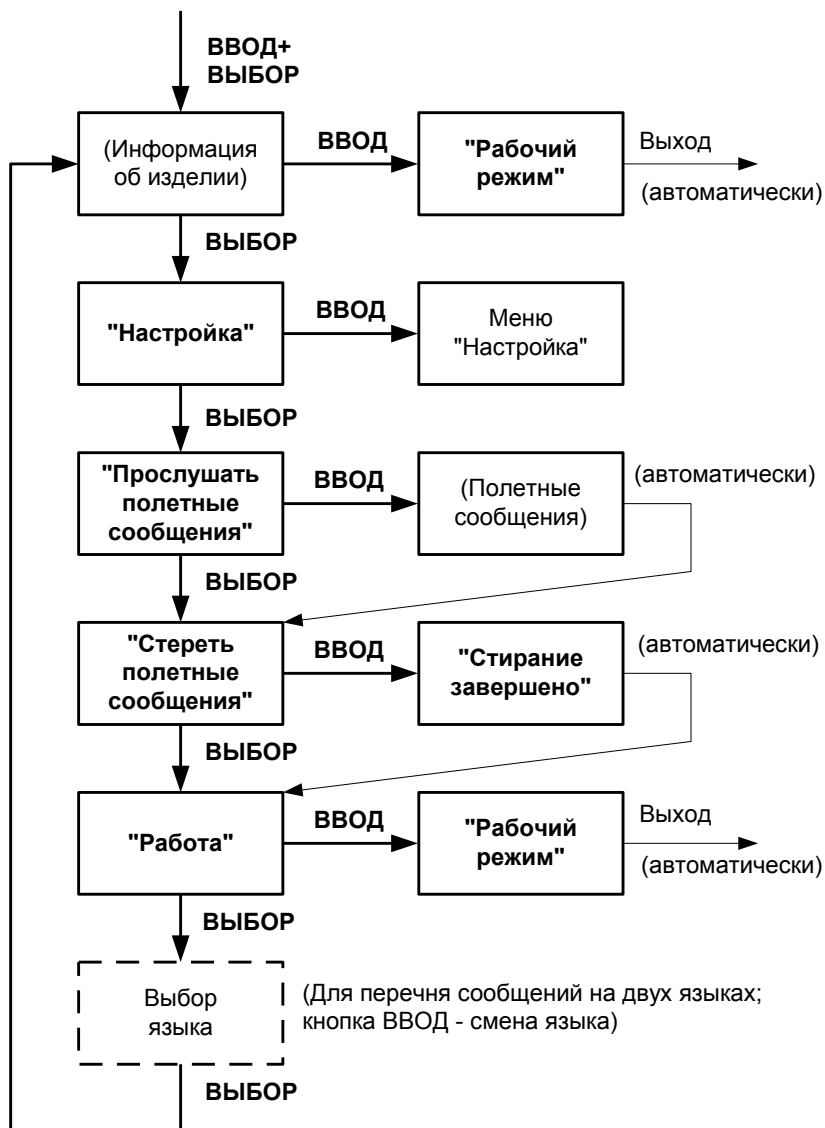 ВВОД+
ВЫБОР
(Информация
об изделии)
ВВОД
"Рабочий
режим"
Выход
(автоматически)
ВЫБОР
"Настройка"
ВВОД
Меню
"Настройка"
ВЫБОР
"Прослушать
полетные
сообщения"
ВВОД
(Полетные
сообщения)
(автоматически)
ВЫБОР
"Стереть
полетные
сообщения"
ВВОД
"Стирание
завершено"
(автоматически)
ВЫБОР
"Работа"
ВВОД
"Рабочий
режим"
Выход
(автоматически)
ВЫБОР
Выбор
языка
(Для перечня сообщений на двух языках;
кнопка ВВОД - смена языка)
ВЫБОР